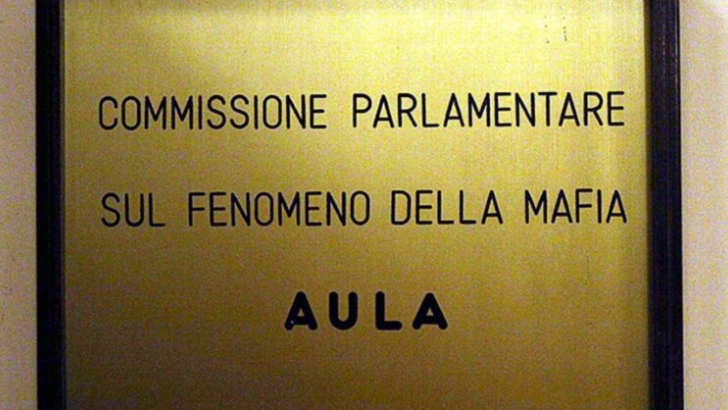 COMMISSIONE PARLAMENTARE
SUL FENOMENO DELLA MAFIA
AULA